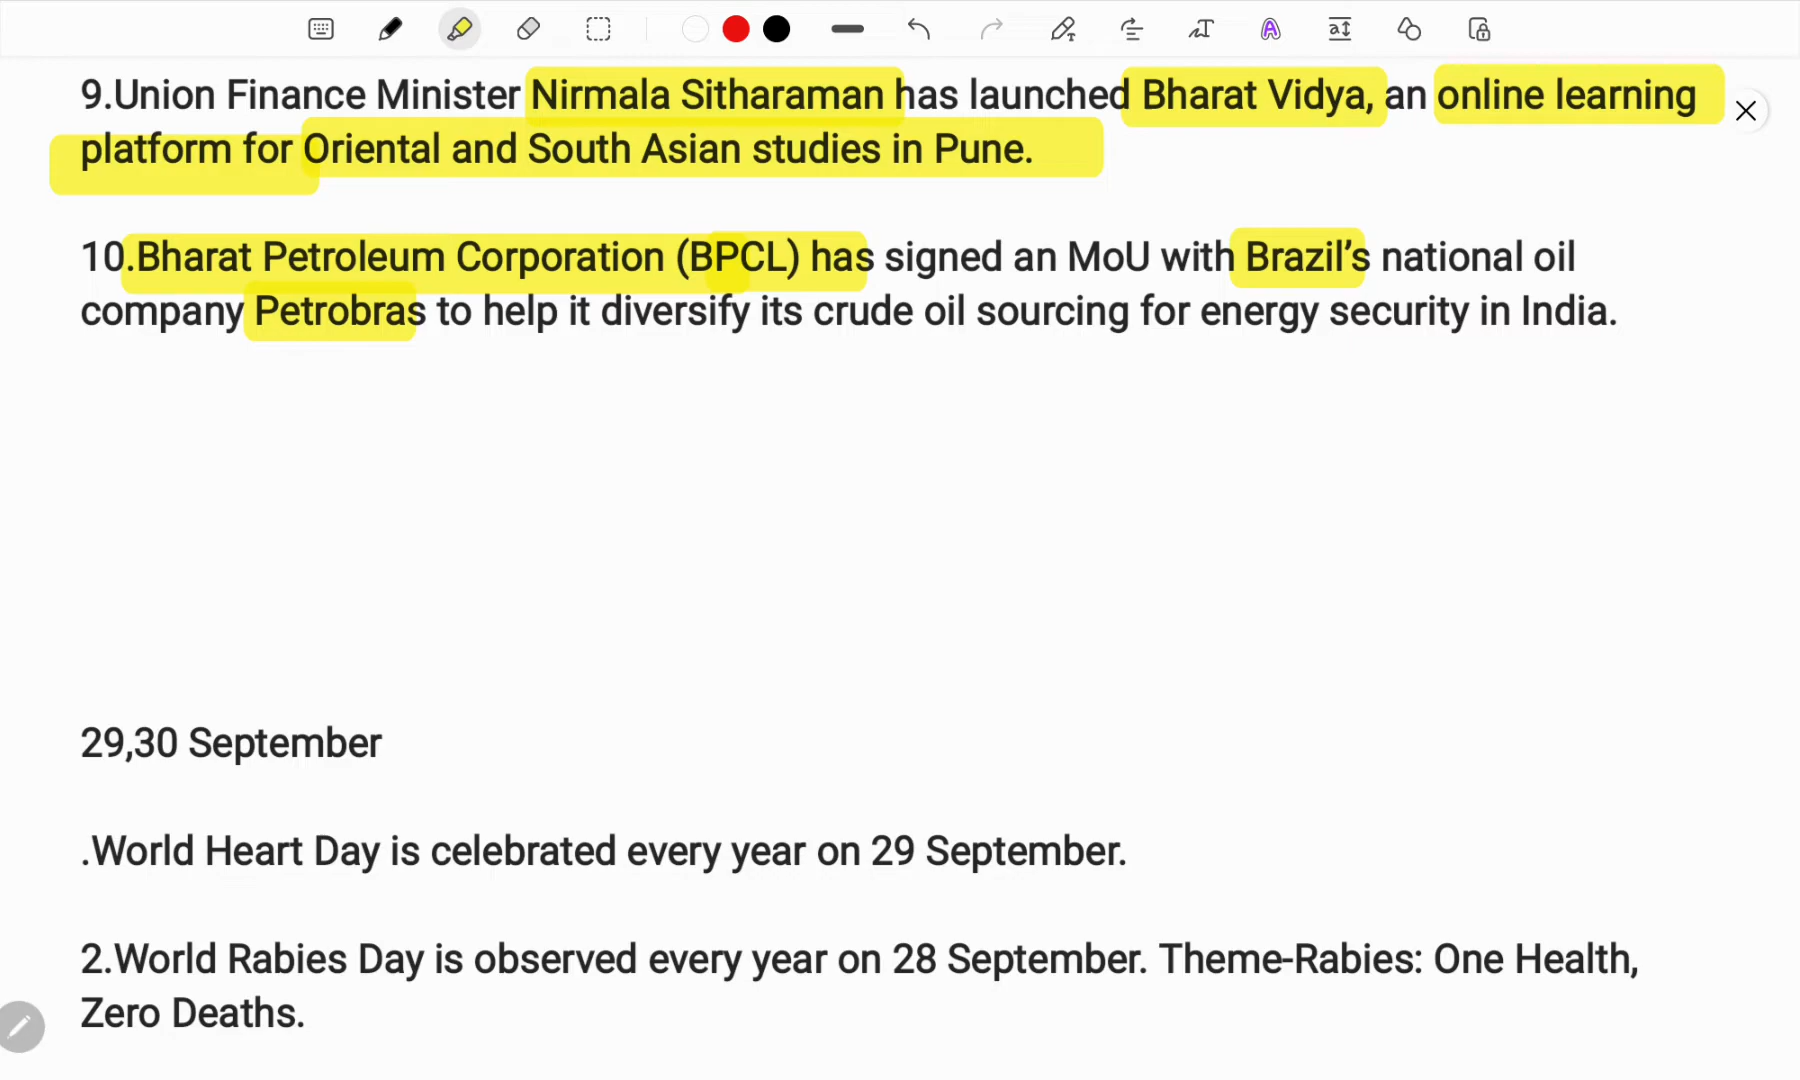 9.Union Finance Minister Nirmala Sitharaman has launched Bharat Vidya, an online learning
platform for Oriental and South Asian studies in Pune.
10.Bharat Petroleum Corporation (BPCL) has signed an MoU with Brazil’s national oil
company Petrobras to help it diversify its crude oil sourcing for energy security in India.
29,30 September
.World Heart Day is celebrated every year on 29 September.
2.World Rabies Day is observed every year on 28 September. Theme-Rabies: One Health,
Zero Deaths.